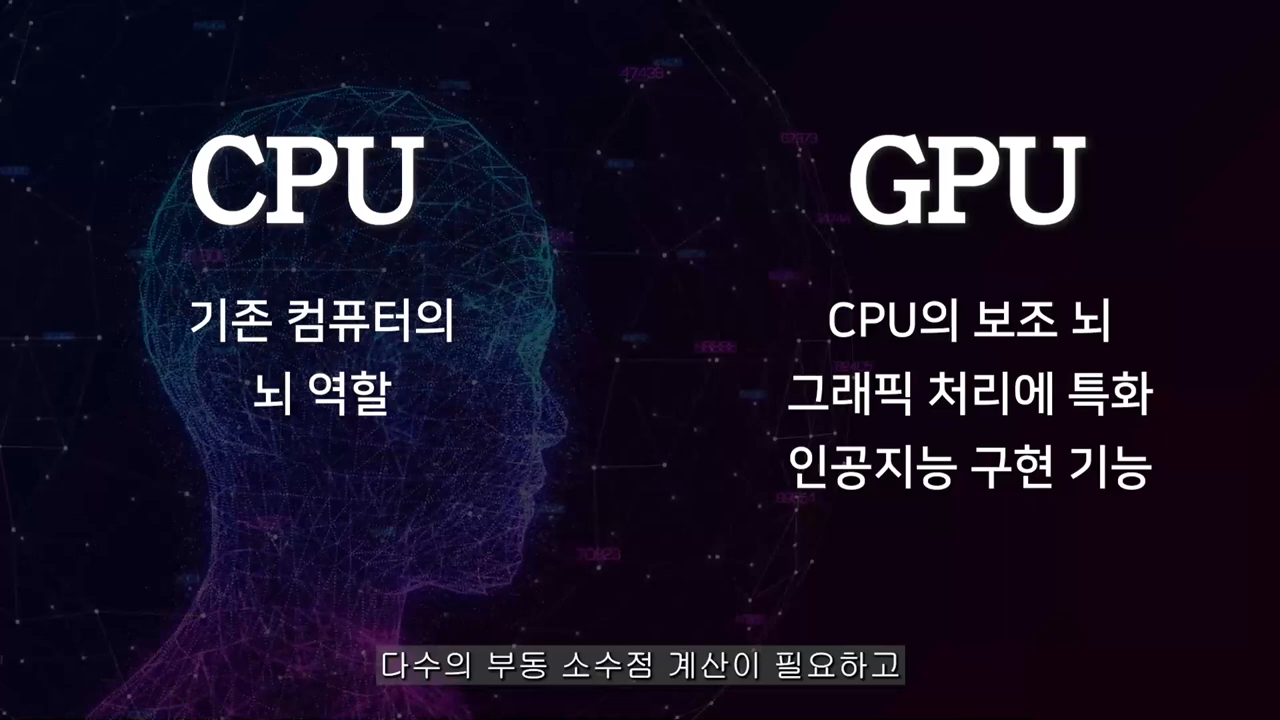 CPU
기존 컴퓨터의
뇌 역할
GPU
CPU의 보조 뇌
그래픽 처리에 특화
인공지능 구현 기능
다수의 부동 소수점 계산이 필요하고